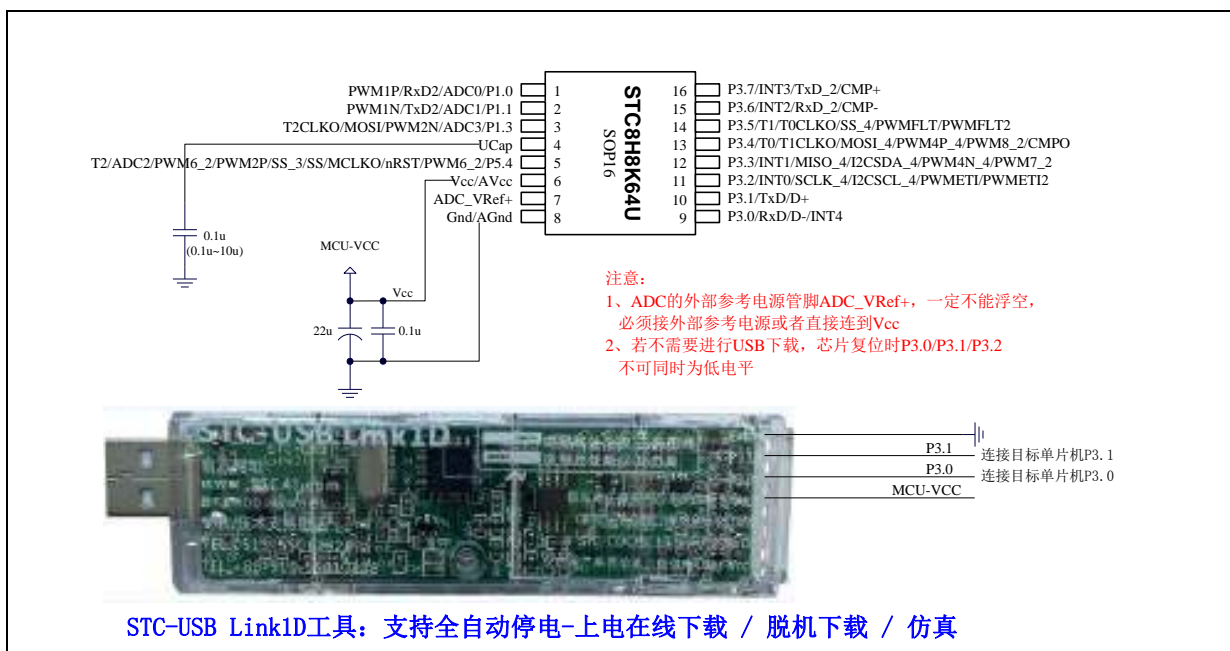 PWM1P/RxD2/ADC0/P1.0 1 16 P3.7/INT3/TxD_2/CMP+
PWM1N/TxD2/ADC1/P1.1 2 15 P3.6/INT2/RxD_2/CMP-
T2CLKO/MOSI/PWM2N/ADC3/P1.3 3 14 P3.5/T1/T0CLKO/SS_4/PWMFLT/PWMFLT2
UCap 4 13 P3.4/T0/T1CLKO/MOSI_4/PWM4P_4/PWM8_2/CMPO
T2/ADC2/PWM6_2/PWM2P/SS_3/SS/MCLKO/nRST/PWM6_2/P5.4 5 12 P3.3/INT1/MISO_4/I2CSDA_4/PWM4N_4/PWM7_2
Vcc/AVcc 6 11 P3.2/INT0/SCLK_4/I2CSCL_4/PWMETI/PWMETI2
ADC_VRef+ 7 10 P3.1/TxD/D+
Gnd/AGnd 8 9 P3.0/RxD/D-/INT4
STC8H8K64U
SOP16
0.1u
(0.1u~10u)
MCU-VCC
Vcc
22u
0.1u
注意：
1、ADC的外部参考电源管脚ADC_VRef+，一定不能浮空，
必须接外部参考电源或者直接连到Vcc
2、若不需要进行USB下载，芯片复位时P3.0/P3.1/P3.2
不可同时为低电平
STC-USB Link1D
P3.1 连接目标单片机P3.1
P3.0 连接目标单片机P3.0
MCU-VCC
STC-USB Link1D工具：支持全自动停电-上电在线下载 / 脱机下载 / 仿真